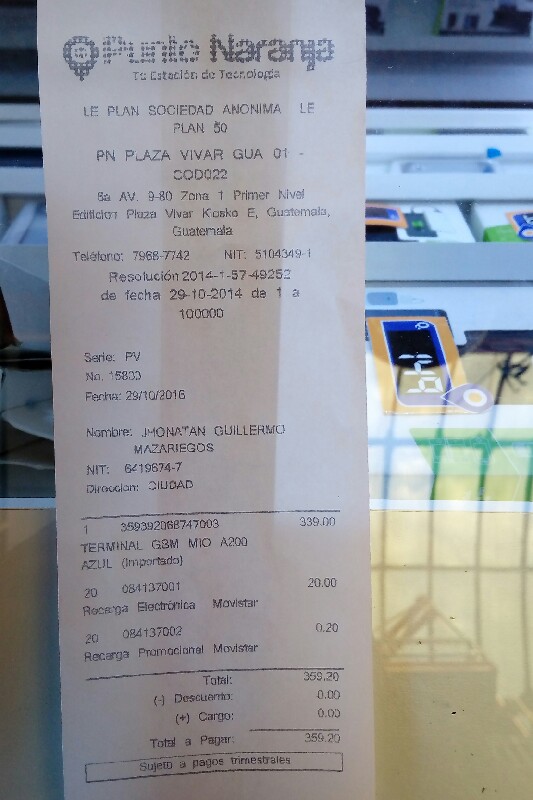 Punto Naranja
Tu Estación de Tecnología
LE PLAN SOCIEDAD ANONIMA LE
PLAN 50
PN PLAZA VIVAR GUA 01 -
COD022
6a AV. 9-80 Zona 1 Primer Nivel
Edificion Plaza Vivar Kosko E, Guatemala,
Guatemala
Teléfono: 7968-7742 NIT: 5104349-1
Resolución 2014-1-57-49252
de fecha 29-10-2014 de 1 a
100000
Serie: PV
No. 15800
Fecha: 29/10/2016
Nombre: JHONATAN GUILLERMO
MAZARIEGOS
NIT: 6419674-7
Direccion: CIUDAD
1 359392068747003 339.00
TERMINAL GSM MIO A200
AZUL (Importado)
20 084137001 20.00
Recarga Electrónica Movistar
20 084137002 0.20
Recarga Promocional Movistar
Total: 359.20
(-) Descuento: 0.00
(+) Cargo: 0.00
Total a Pagar: 359.20
Sujeto a pagos trimestrales